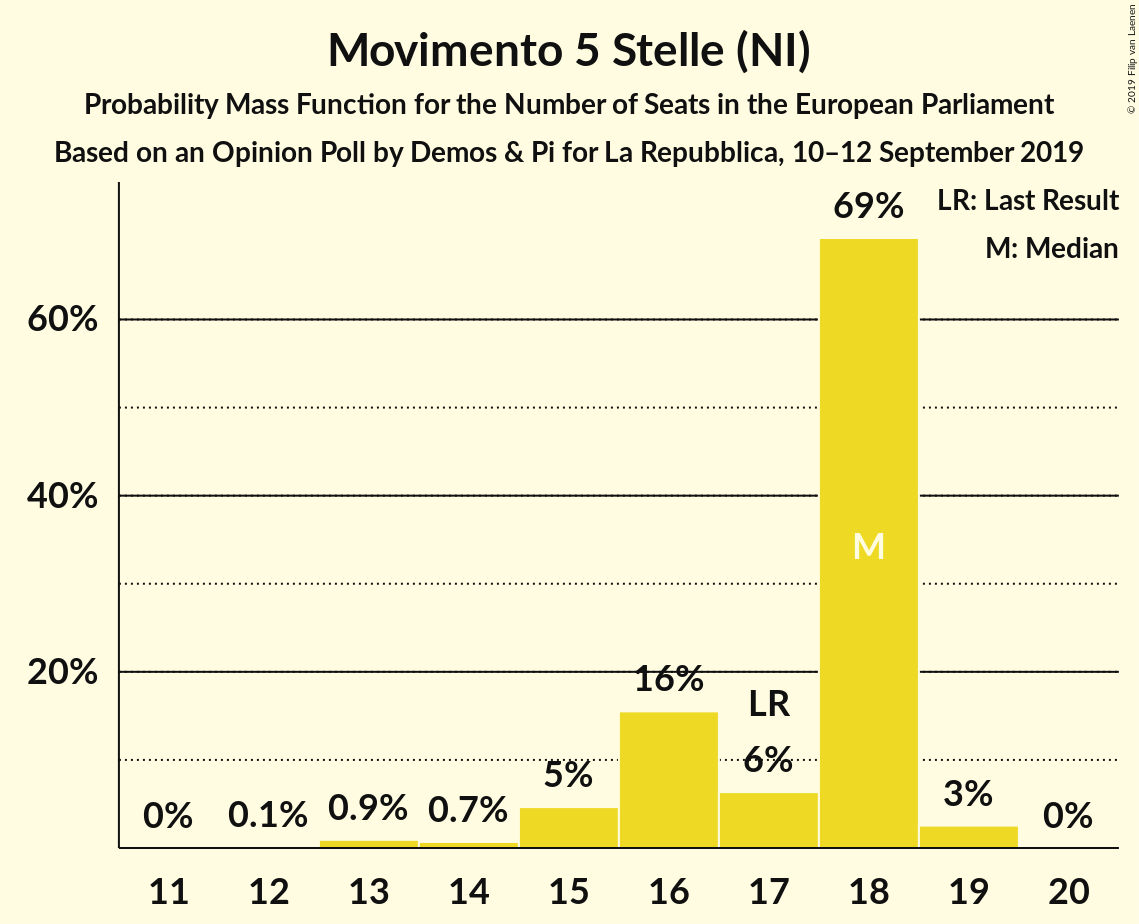 Movimento 5 Stelle (NI)
Probability Mass Function for the Number of Seats in the European Parliament
Based on an Opinion Poll by Demos & Pi for La Repubblica, 10–12 September 2019
© 2019 Filip van Laenen
LR: Last Result
M: Median
60%
40%
20%
0%
0.1%
0.9%
0.7%
5%
16%
LR
6%
69%
M
3%
0%
11 12 13 14 15 16 17 18 19 20